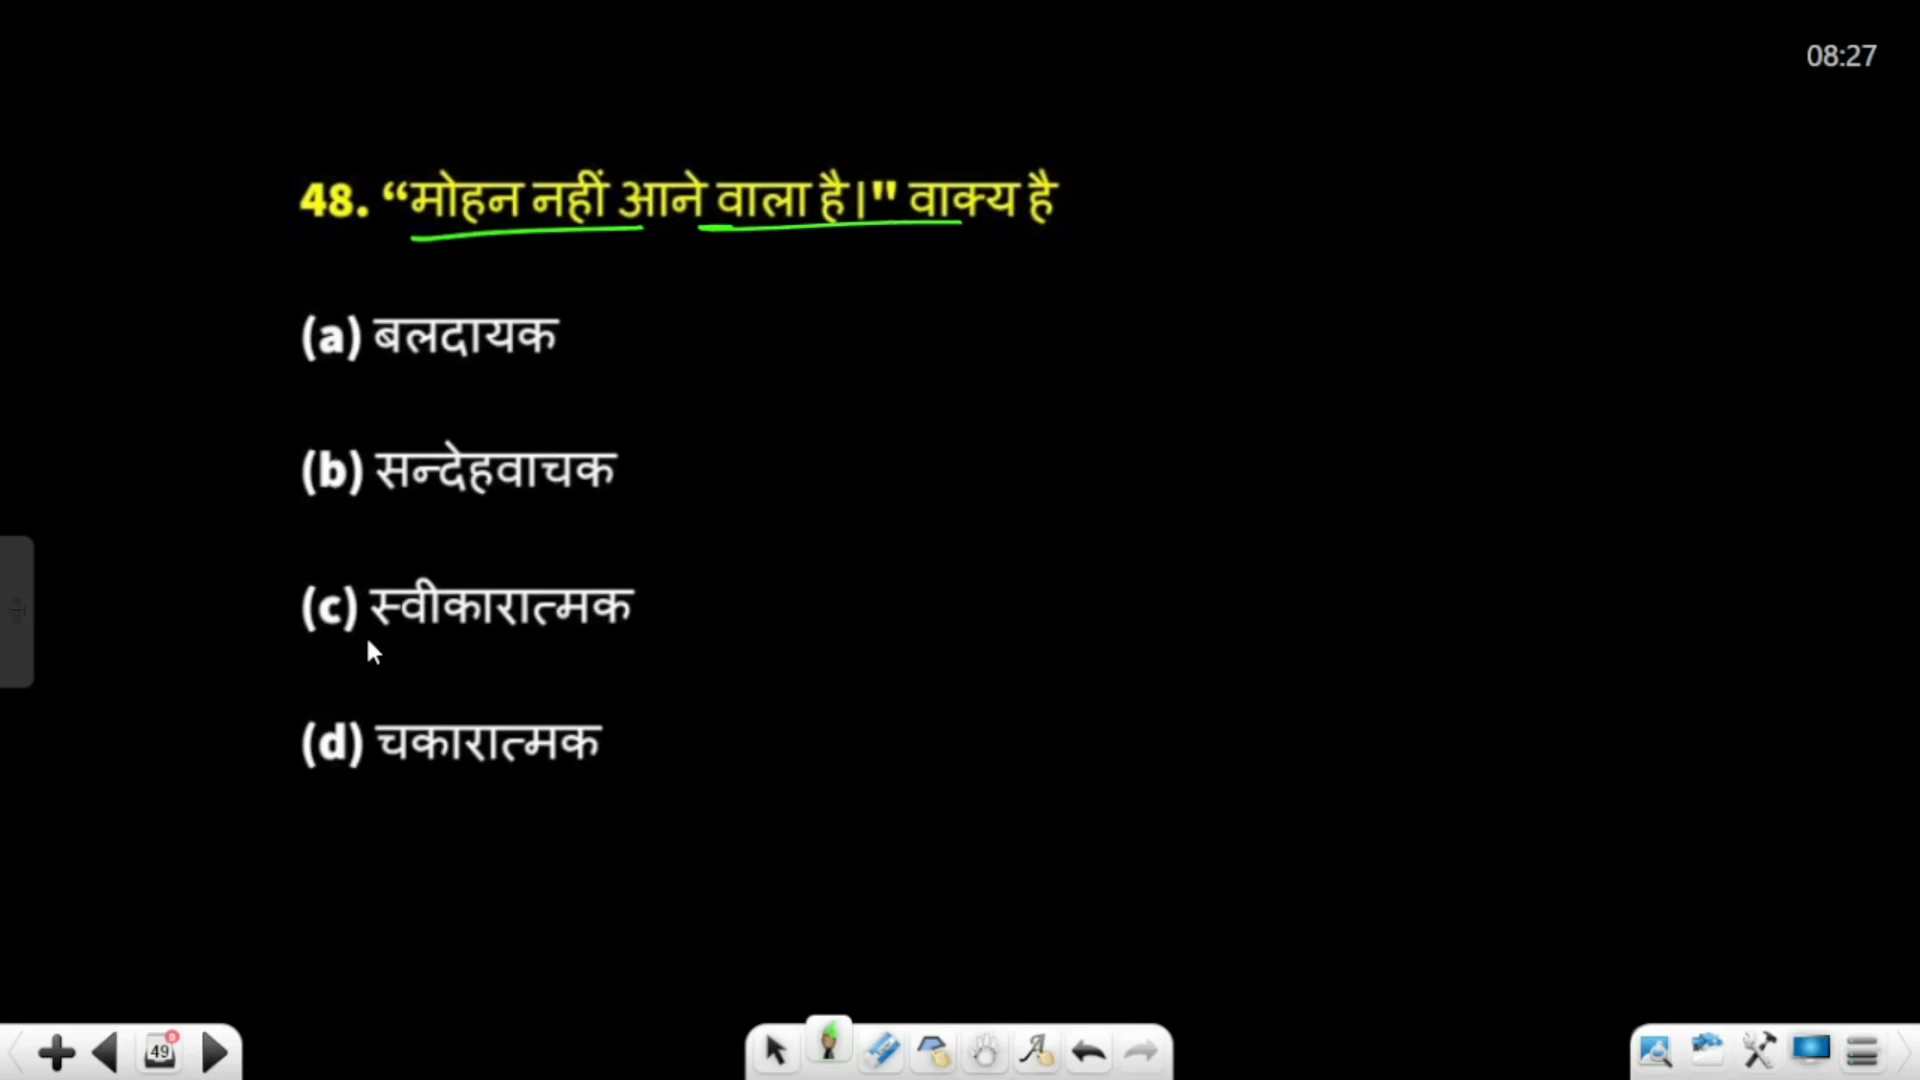 08:27
48. “मोहन नहीं आने वाला है।" वाक्य है
(a) बलदायक
(b) सन्देहवाचक
(c) स्वीकारात्मक
(d) चकारात्मक
49